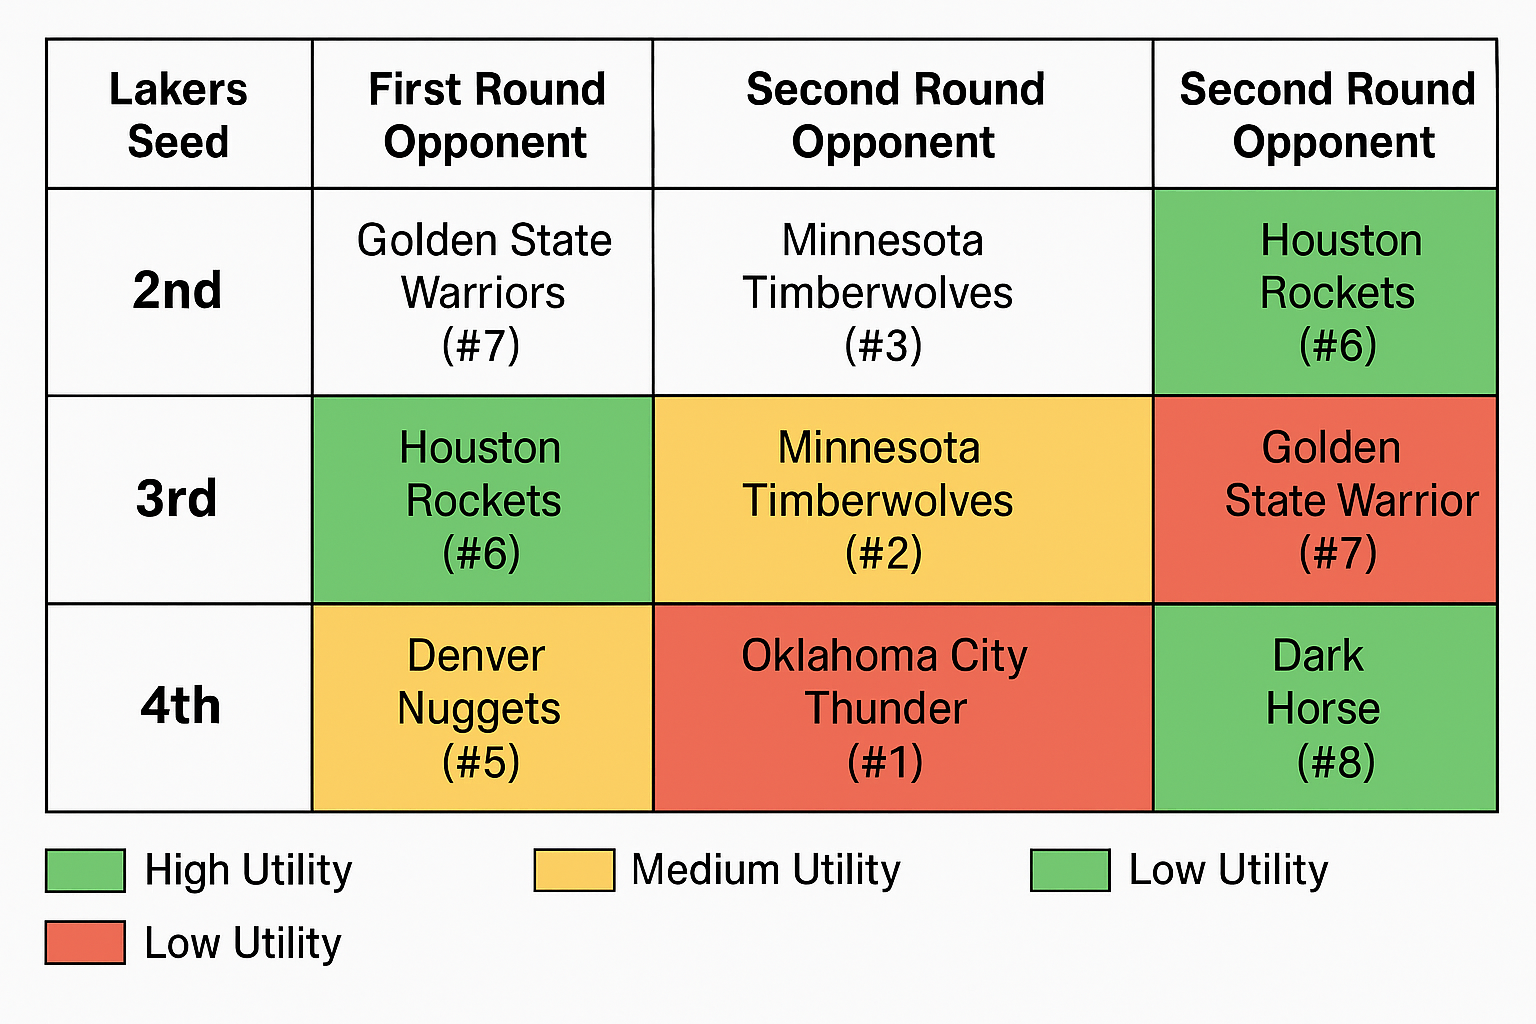 Lakers
Seed
First Round
Opponent
Second Round
Opponent
Second Round
Opponent
2nd
Golden State
Warriors
(#7)
Minnesota
Timberwolves
(#3)
Houston
Rockets
(#6)
3rd
Houston
Rockets
(#6)
Minnesota
Timberwolves
(#2)
Golden
State Warrior
(#7)
4th
Denver
Nuggets
(#5)
Oklahoma City
Thunder
(#1)
Dark
Horse
(#8)
High Utility
Medium Utility
Low Utility
Low Utility